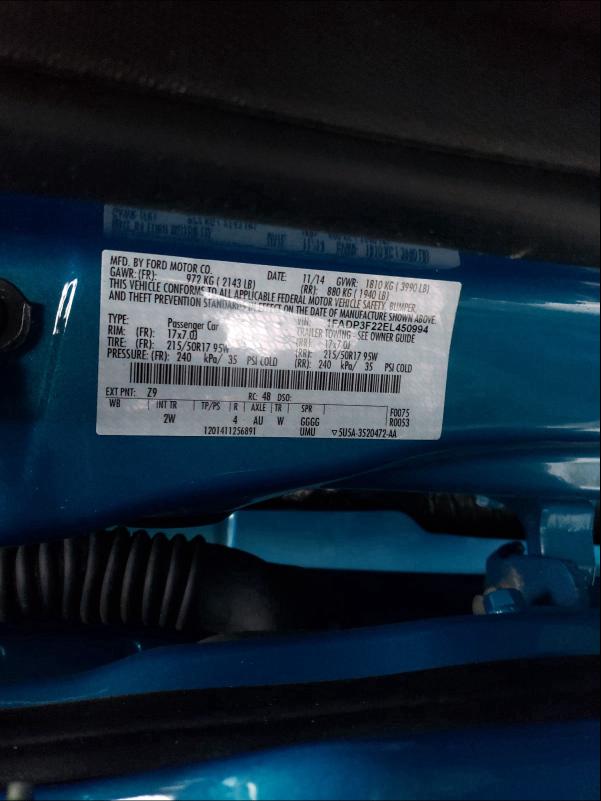 MFD. BY FORD MOTOR CO. DATE: 11/14 GVWR: 1810 KG ( 3990 LB)
GAWR: (FR): 972 KG ( 2143 LB) (RR): 880 KG ( 1940 LB)
THIS VEHICLE CONFORMS TO ALL APPLICABLE FEDERAL MOTOR VEHICLE SAFETY, BUMPER,
AND THEFT PREVENTION STANDARDS IN EFFECT ON THE DATE OF MANUFACTURE SHOWN ABOVE.
VIN: 1FADP3F22EL450994
TYPE: Passenger Car TRAILER TOWING - SEE OWNER GUIDE
RIM: (FR): 17x7.0J (RR): 17x7.0J
TIRE: (FR): 215/50R17 95W (RR): 215/50R17 95W
PRESSURE: (FR): 240 kPa/ 35 PSI COLD (RR): 240 kPa/ 35 PSI COLD
EXT PNT: Z9 RC: 48 DSO:
WB INT TR TP/PS R AXLE TR SPR F0075
2W 4 AU W GGGG R0053
1201411256891 UMU ▽5U5A-3520472-AA